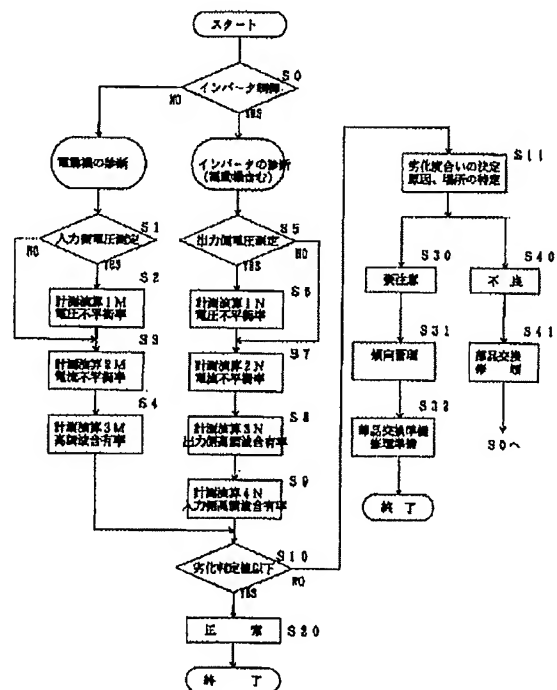 スタート
S0
インバータ制御
NO
YES
電動機の診断
S1
入力側電圧測定
NO
YES
S2
計測演算1M
電圧不平衡率
S3
計測演算2M
電流不平衡率
S4
計測演算3M
高調波含有率
インバータの診断
(電動機含む)
S5
出力側電圧測定
NO
YES
S6
計測演算1N
電圧不平衡率
S7
計測演算2N
電流不平衡率
S8
計測演算3N
出力側高調波含有率
S9
計測演算4N
入力側高調波含有率
S10
劣化判定値以下
NO
YES
正常
S20
終了
S11
劣化度合いの決定
原因、場所の特定
S30
要注意
S31
傾向管理
S32
部品交換準備
修理準備
終了
S40
不良
S41
部品交換
S0へ